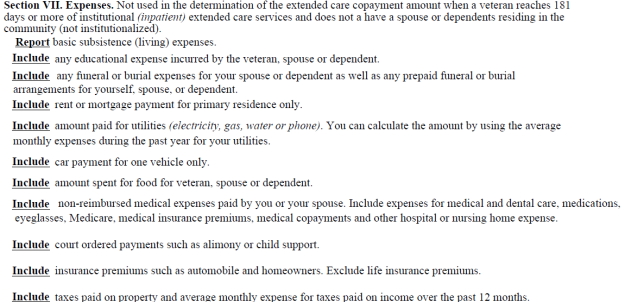 Section VII. Expenses. Not used in the determination of the extended care copayment amount when a veteran reaches 181
days or more of institutional (inpatient) extended care services and does not a have a spouse or dependents residing in the
community (not institutionalized).
Report basic subsistence (living) expenses.
Include any educational expense incurred by the veteran, spouse or dependent.
Include any funeral or burial expenses for your spouse or dependent as well as any prepaid funeral or burial
arrangements for yourself, spouse, or dependent.
Include rent or mortgage payment for primary residence only.
Include amount paid for utilities (electricity, gas, water or phone). You can calculate the amount by using the average
monthly expenses during the past year for your utilities.
Include car payment for one vehicle only.
Include amount spent for food for veteran, spouse or dependent.
Include non-reimbursed medical expenses paid by you or your spouse. Include expenses for medical and dental care, medications,
eyeglasses, Medicare, medical insurance premiums, medical copayments and other hospital or nursing home expense.
Include court ordered payments such as alimony or child support.
Include insurance premiums such as automobile and homeowners. Exclude life insurance premiums.
Include taxes paid on property and average monthly expense for taxes paid on income over the past 12 months.